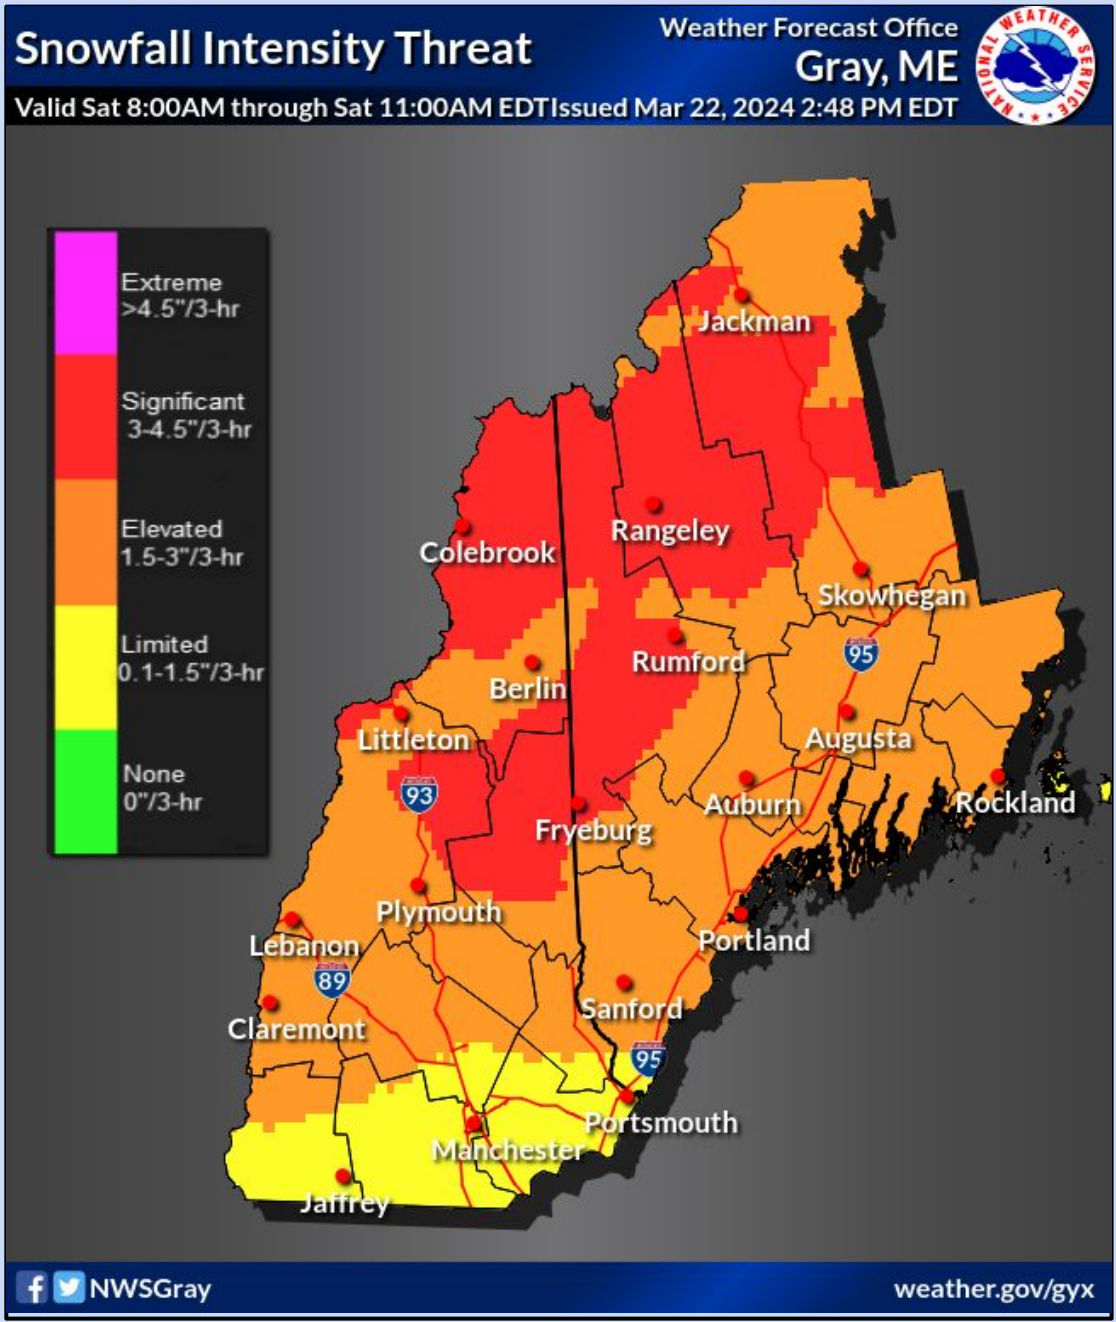 Snowfall Intensity Threat
Weather Forecast Office
Gray, ME
Valid Sat 8:00AM through Sat 11:00AM EDT
Issued Mar 22, 2024 2:48 PM EDT
NATIONAL WEATHER SERVICE
Extreme
>4.5"/3-hr
Significant
3-4.5"/3-hr
Elevated
1.5-3"/3-hr
Limited
0.1-1.5"/3-hr
None
0"/3-hr
Jackman
Rangeley
Colebrook
Skowhegan
Rumford
95
Berlin
Littleton
Augusta
93
Auburn
Rockland
Fryeburg
Plymouth
Portland
Lebanon
89
Sanford
Claremont
95
Portsmouth
Manchester
Jaffrey
NWSGray
weather.gov/gyx